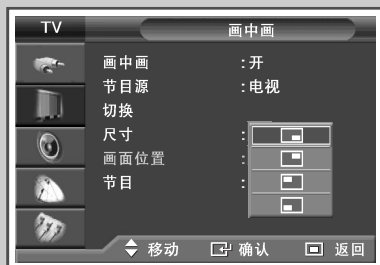 TV 画中画
画中画 :开
节目源 :电视
切换
尺寸 :
画面位置 :
节目 :
移动 确认 返回